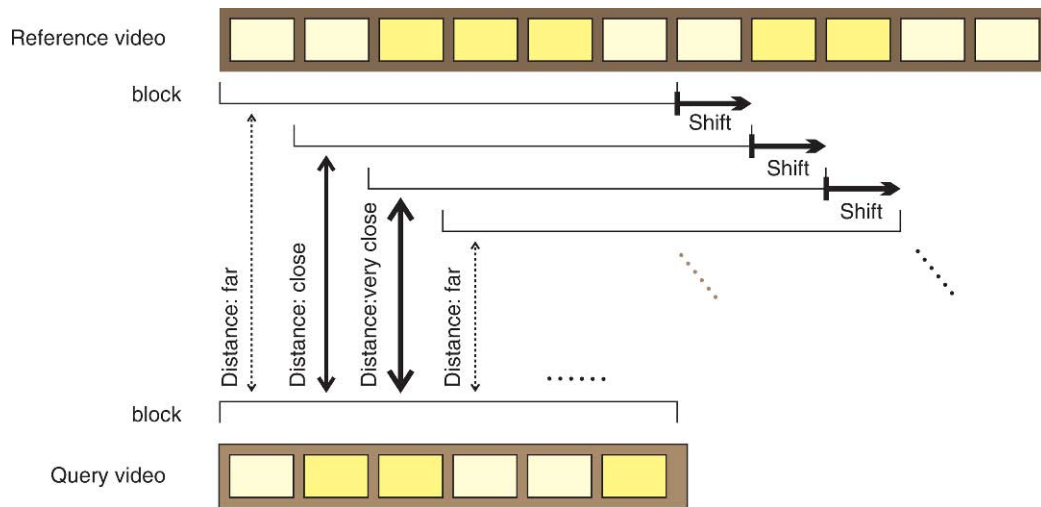 Reference video
block
Shift
Shift
Shift
Distance: far
Distance: close
Distance:very close
Distance: far
block
Query video